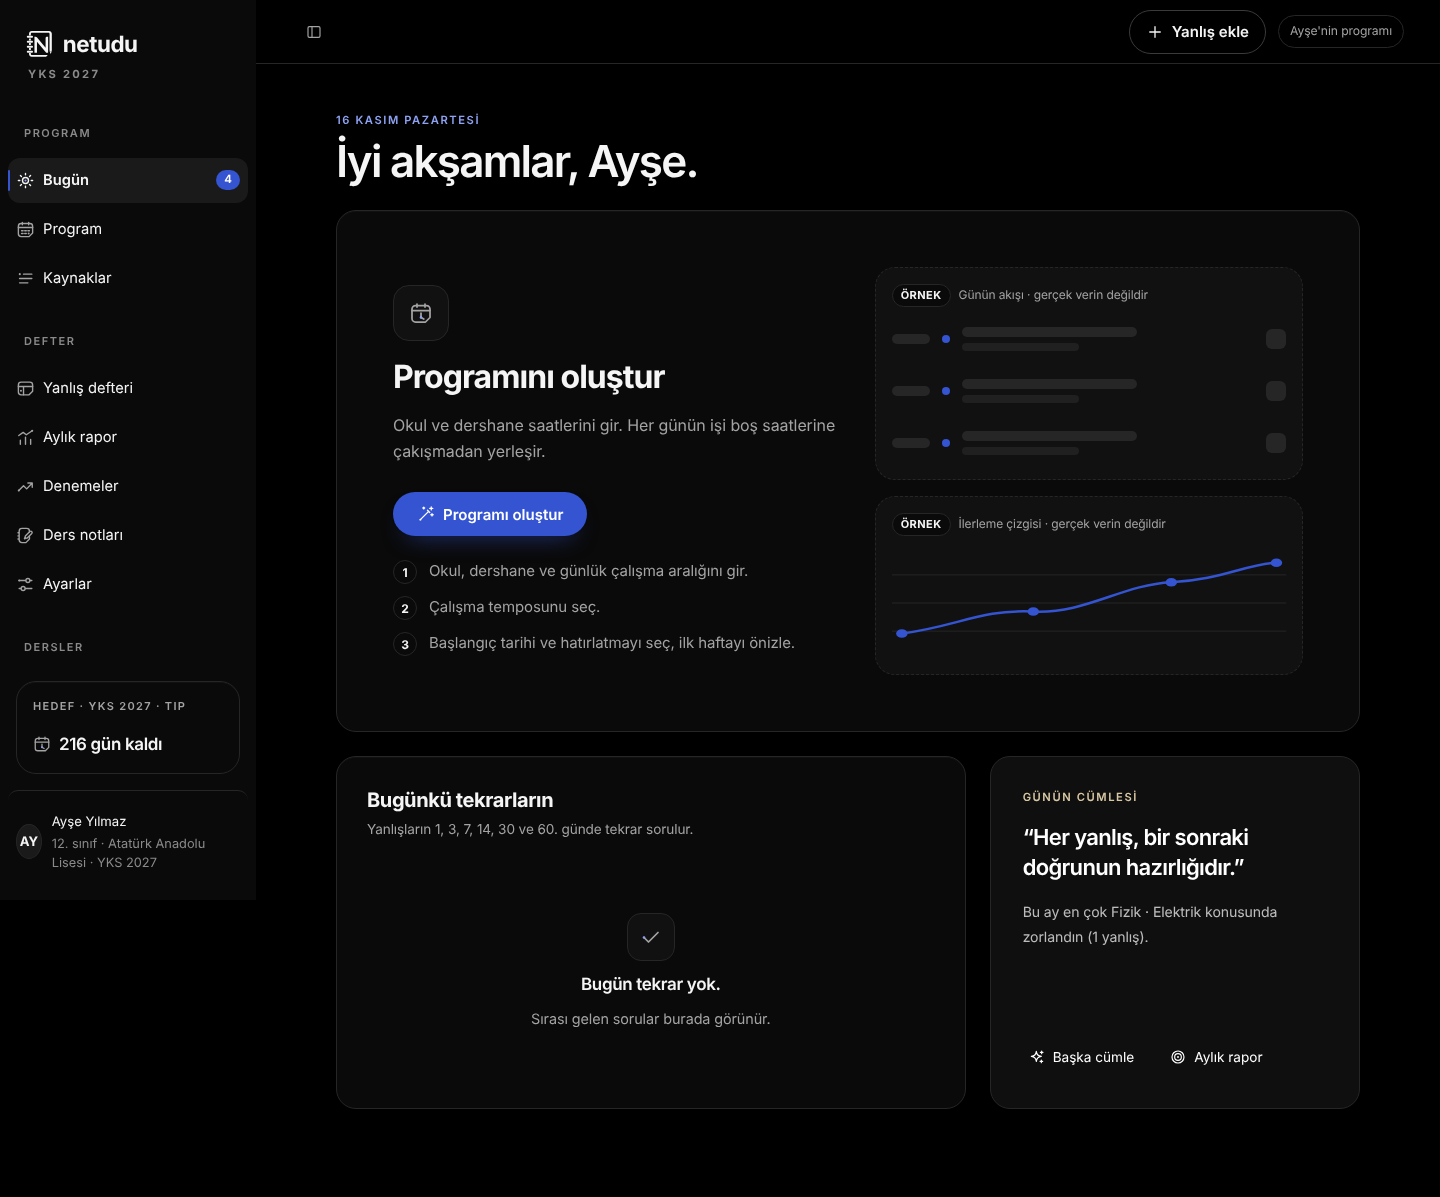 netudu
YKS 2027
PROGRAM
Bugün
4
Program
Kaynaklar
DEFTER
Yanlış defteri
Aylık rapor
Denemeler
Ders notları
Ayarlar
DERSLER
HEDEF · YKS 2027 · TIP
216 gün kaldı
AY
Ayşe Yılmaz
12. sınıf · Atatürk Anadolu
Lisesi · YKS 2027
Yanlış ekle
Ayşe'nin programı
16 KASIM PAZARTESİ
İyi akşamlar, Ayşe.
Programını oluştur
Okul ve dershane saatlerini gir. Her günün işi boş saatlerine
çakışmadan yerleşir.
Programı oluştur
1 Okul, dershane ve günlük çalışma aralığını gir.
2 Çalışma temposunu seç.
3 Başlangıç tarihi ve hatırlatmayı seç, ilk haftayı önizle.
ÖRNEK Günün akışı · gerçek verin değildir
ÖRNEK İlerleme çizgisi · gerçek verin değildir
Bugünkü tekrarların
Yanlışların 1, 3, 7, 14, 30 ve 60. günde tekrar sorulur.
Bugün tekrar yok.
Sırası gelen sorular burada görünür.
GÜNÜN CÜMLESİ
“Her yanlış, bir sonraki
doğrunun hazırlığıdır.”
Bu ay en çok Fizik · Elektrik konusunda
zorlandın (1 yanlış).
Başka cümle
Aylık rapor